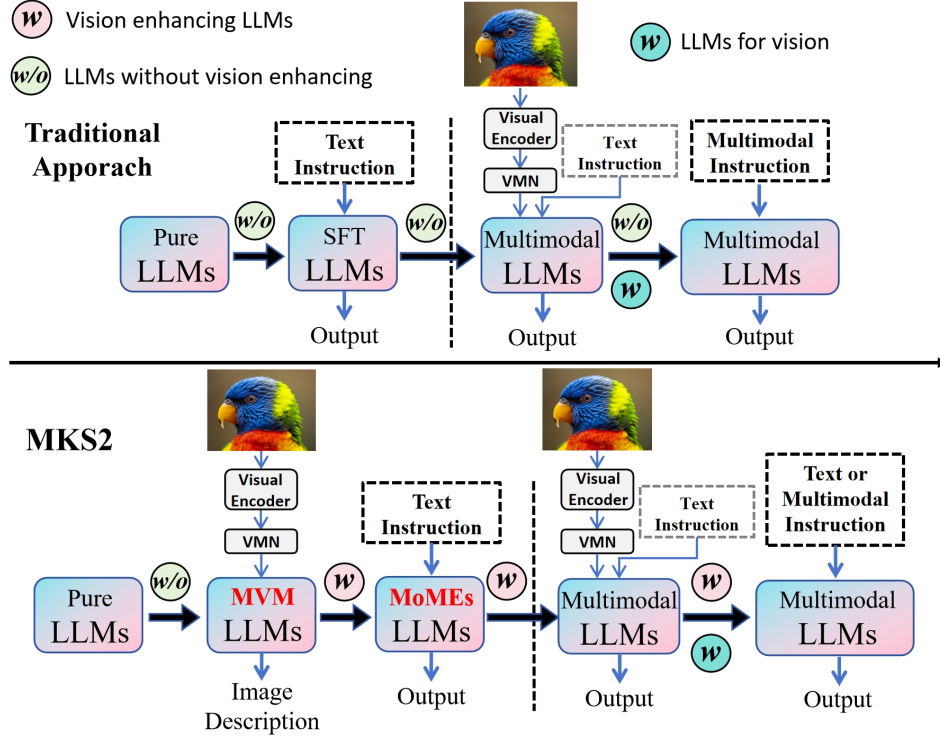 w Vision enhancing LLMs
w LLMs for vision
w/o LLMs without vision enhancing
Traditional
Apporach
Visual
Encoder
VMN
Text
Instruction
Text
Instruction
Multimodal
Instruction
Pure
LLMs
w/o
SFT
LLMs
w/o
Multimodal
LLMs
w/o
w
Multimodal
LLMs
Output
Output
Output
MKS2
Visual
Encoder
VMN
Text
Instruction
Visual
Encoder
VMN
Text
Instruction
Text or
Multimodal
Instruction
Pure
LLMs
w/o
MVM
LLMs
w
MoMEs
LLMs
w
Multimodal
LLMs
w
w
Multimodal
LLMs
Image
Description
Output
Output
Output